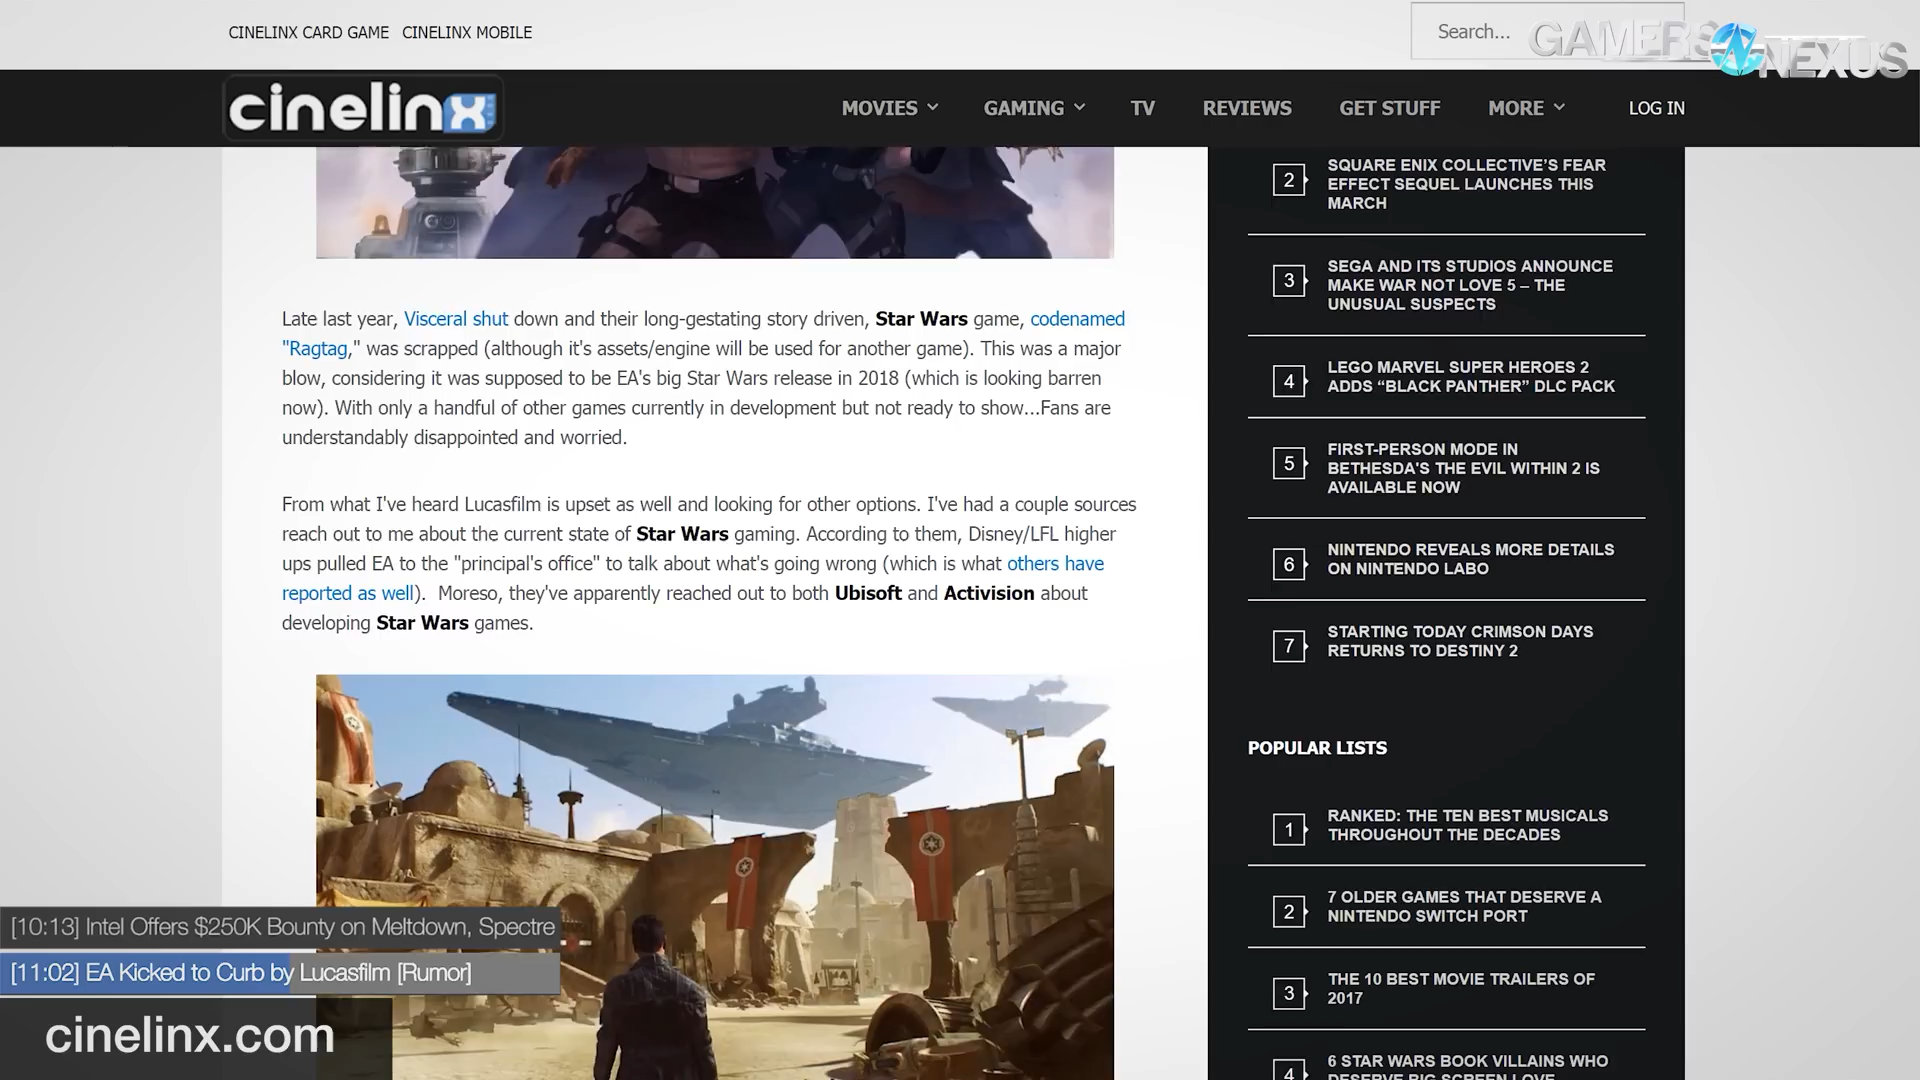 CINELINX CARD GAME CINELINX MOBILE
Search...
GAMERS NEXUS
cinelinx
MOVIES GAMING TV REVIEWS GET STUFF MORE LOG IN
Late last year, Visceral shut down and their long-gestating story driven, Star Wars game, codenamed
"Ragtag," was scrapped (although it's assets/engine will be used for another game). This was a major
blow, considering it was supposed to be EA's big Star Wars release in 2018 (which is looking barren
now). With only a handful of other games currently in development but not ready to show...Fans are
understandably disappointed and worried.
From what I've heard Lucasfilm is upset as well and looking for other options. I've had a couple sources
reach out to me about the current state of Star Wars gaming. According to them, Disney/LFL higher
ups pulled EA to the "principal's office" to talk about what's going wrong (which is what others have
reported as well). Moreso, they've apparently reached out to both Ubisoft and Activision about
developing Star Wars games.
2
SQUARE ENIX COLLECTIVE’S FEAR
EFFECT SEQUEL LAUNCHES THIS
MARCH
3
SEGA AND ITS STUDIOS ANNOUNCE
MAKE WAR NOT LOVE 5 – THE
UNUSUAL SUSPECTS
4
LEGO MARVEL SUPER HEROES 2
ADDS “BLACK PANTHER” DLC PACK
5
FIRST-PERSON MODE IN
BETHESDA'S THE EVIL WITHIN 2 IS
AVAILABLE NOW
6
NINTENDO REVEALS MORE DETAILS
ON NINTENDO LABO
7
STARTING TODAY CRIMSON DAYS
RETURNS TO DESTINY 2
POPULAR LISTS
1
RANKED: THE TEN BEST MUSICALS
THROUGHOUT THE DECADES
2
7 OLDER GAMES THAT DESERVE A
NINTENDO SWITCH PORT
3
THE 10 BEST MOVIE TRAILERS OF
2017
4
6 STAR WARS BOOK VILLAINS WHO
DESERVE BIG SCREEN LOVE
[10:13] Intel Offers $250K Bounty on Meltdown, Spectre
[11:02] EA Kicked to Curb by Lucasfilm [Rumor]
cinelinx.com